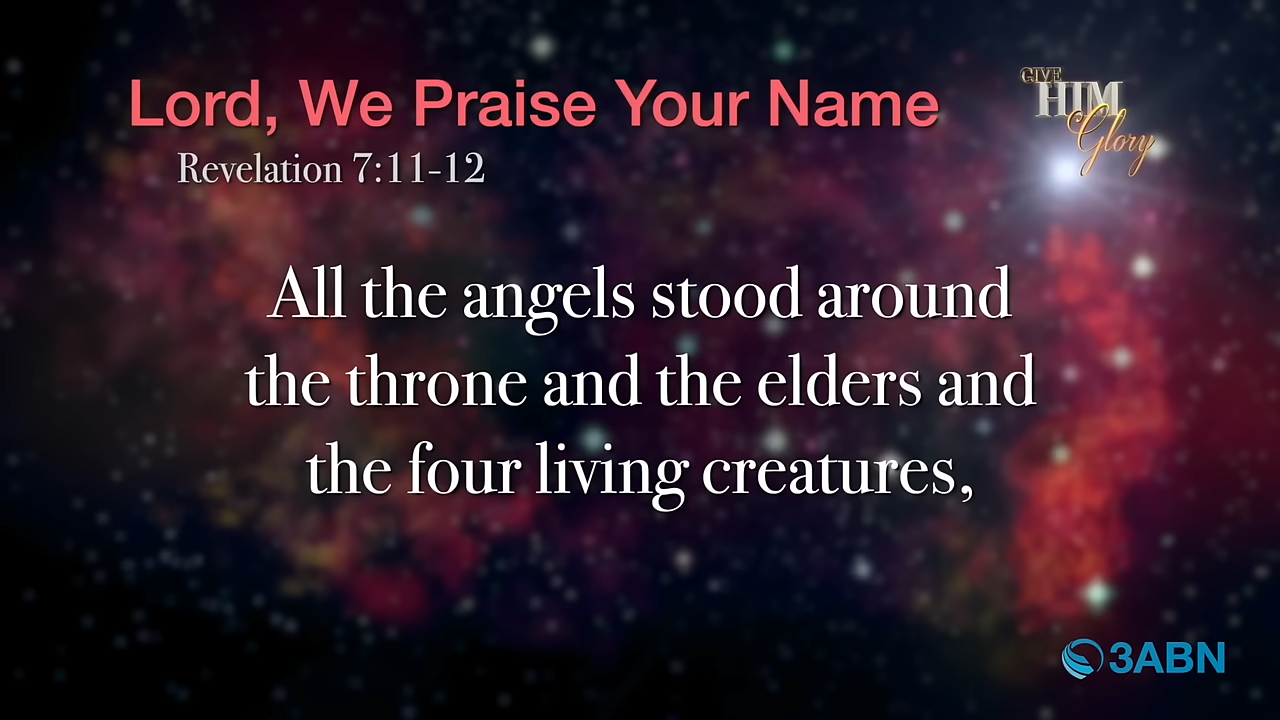 Lord, We Praise Your Name
Revelation 7:11-12
GIVE
HIM
Glory
All the angels stood around
the throne and the elders and
the four living creatures,
3ABN